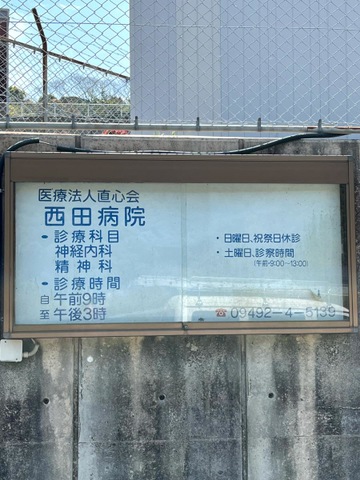 医療法人直心会
西田病院
・診療科目
神経内科
精神科
・診療時間
自午前9時
至午後3時
・日曜日、祝祭日休診
・土曜日、診察時間
(午前・9:00〜13:00)
☎09492-4-5139